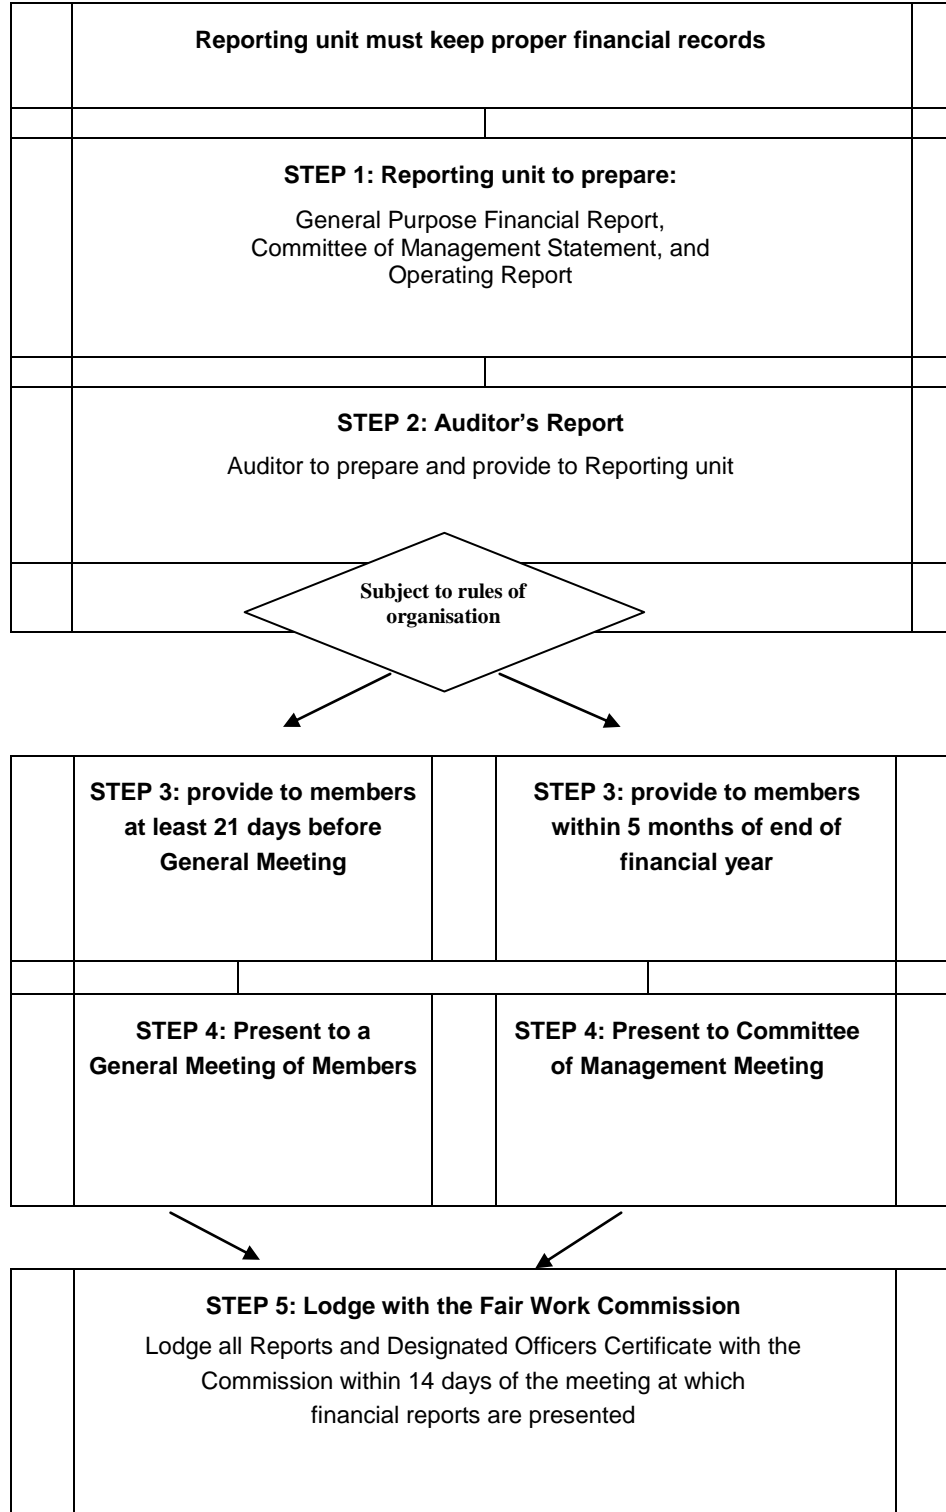 Reporting unit must keep proper financial records
STEP 1: Reporting unit to prepare:
General Purpose Financial Report,
Committee of Management Statement, and
Operating Report
STEP 2: Auditor’s Report
Auditor to prepare and provide to Reporting unit
Subject to rules of
organisation
STEP 3: provide to members
at least 21 days before
General Meeting
STEP 3: provide to members
within 5 months of end of
financial year
STEP 4: Present to a
General Meeting of Members
STEP 4: Present to Committee
of Management Meeting
STEP 5: Lodge with the Fair Work Commission
Lodge all Reports and Designated Officers Certificate with the
Commission within 14 days of the meeting at which
financial reports are presented